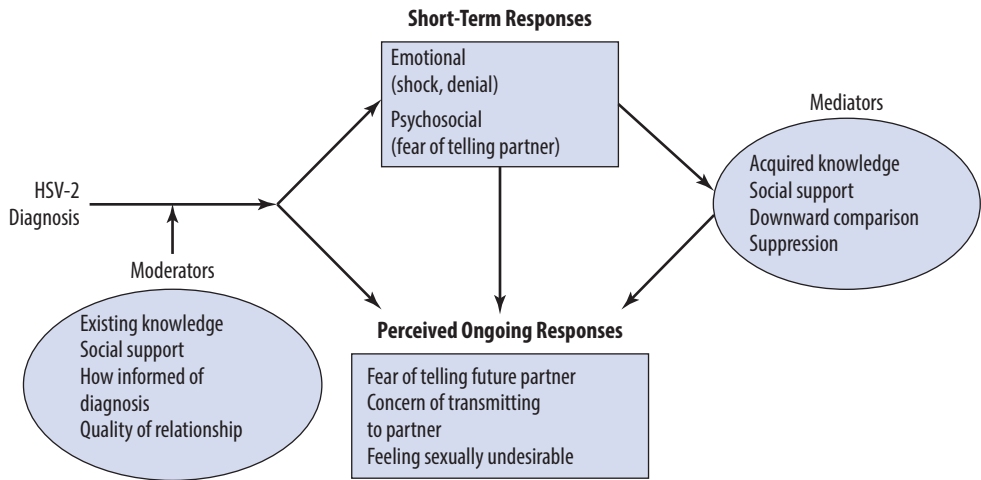 Short-Term Responses
Emotional
(shock, denial)
Psychosocial
(fear of telling partner)
Mediators
Acquired knowledge
Social support
Downward comparison
Suppression
HSV-2
Diagnosis
Moderators
Existing knowledge
Social support
How informed of
diagnosis
Quality of relationship
Perceived Ongoing Responses
Fear of telling future partner
Concern of transmitting
to partner
Feeling sexually undesirable